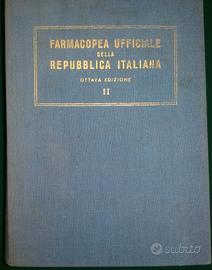 FARMACOPEA UFFICIALE
DELLA
REPUBBLICA ITALIANA
OTTAVA EDIZIONE
II
subito